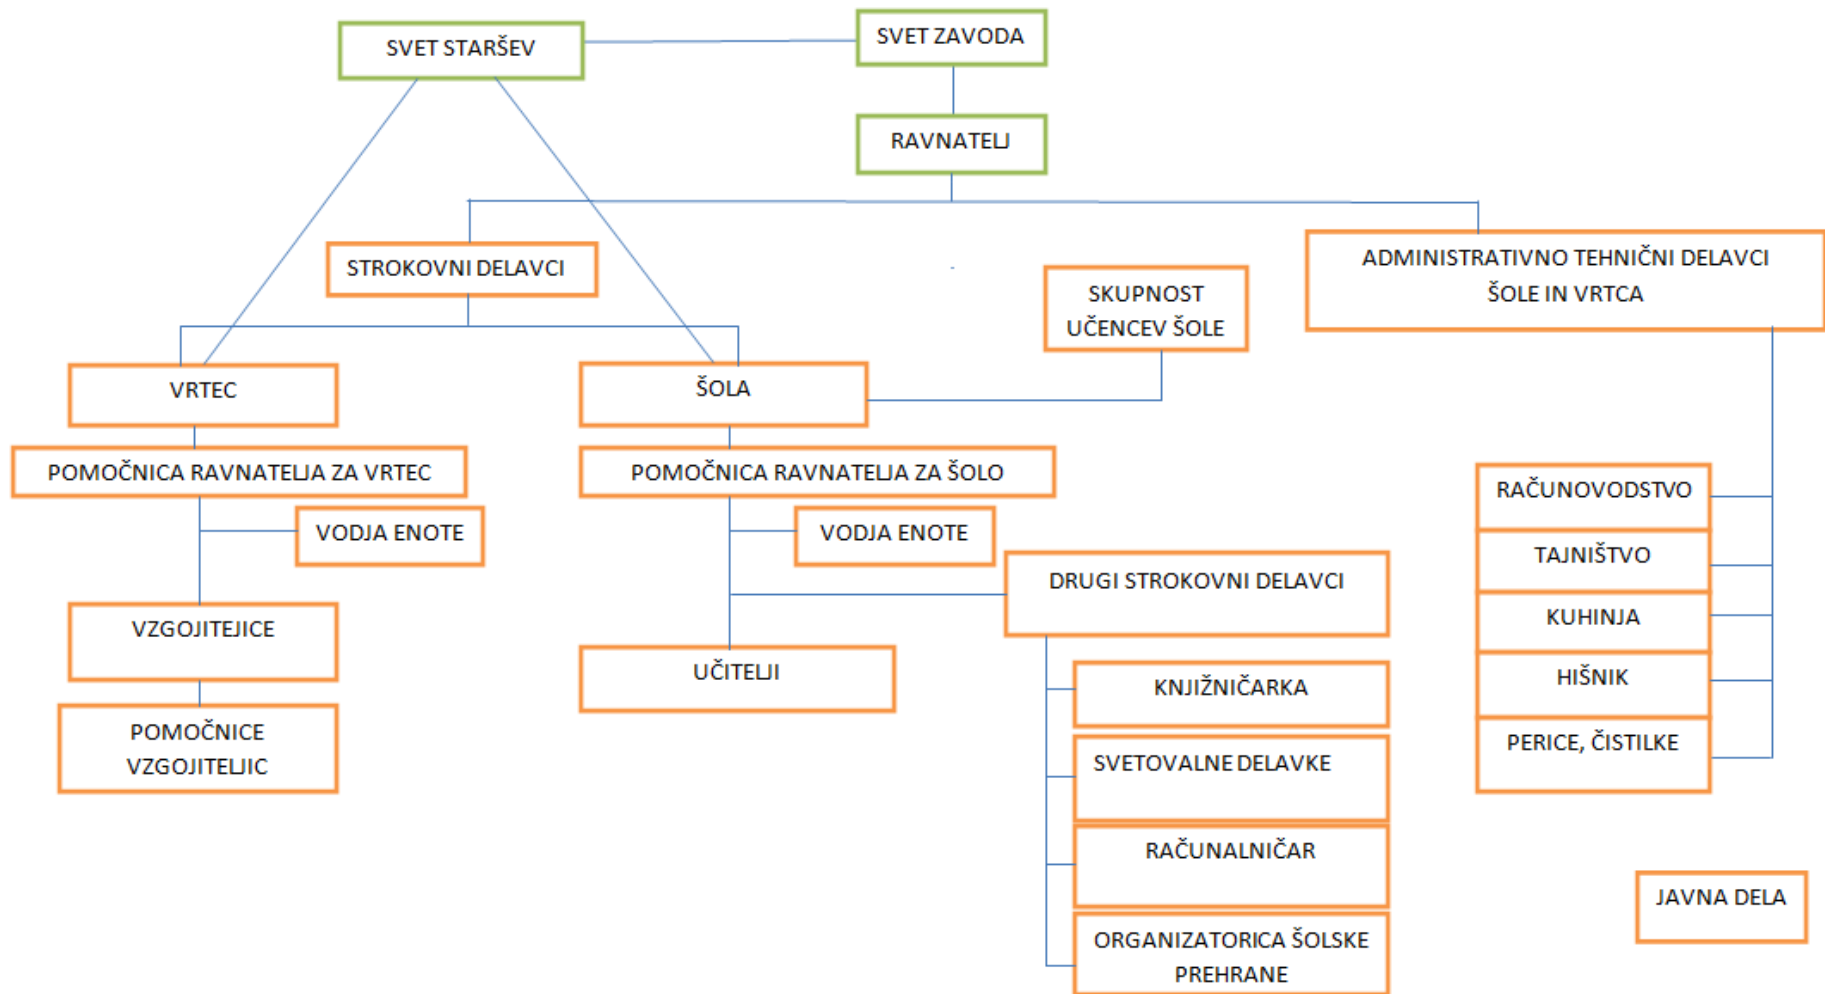 SVET STARŠEV
SVET ZAVODA
RAVNATELJ
STROKOVNI DELAVCI
ADMINISTRATIVNO TEHNIČNI DELAVCI
ŠOLE IN VRTCA
SKUPNOST
UČENCEV ŠOLE
VRTEC
ŠOLA
POMOČNICA RAVNATELJA ZA VRTEC
POMOČNICA RAVNATELJA ZA ŠOLO
VODJA ENOTE
VODJA ENOTE
RAČUNOVODSTVO
TAJNIŠTVO
KUHINJA
HIŠNIK
PERICE, ČISTILKE
DRUGI STROKOVNI DELAVCI
VZGOJITEJICE
UČITELJI
POMOČNICE
VZGOJITELJIC
KNJIŽNIČARKA
SVETOVALNE DELAVKE
RAČUNALNIČAR
ORGANIZATORICA ŠOLSKE
PREHRANE
JAVNA DELA